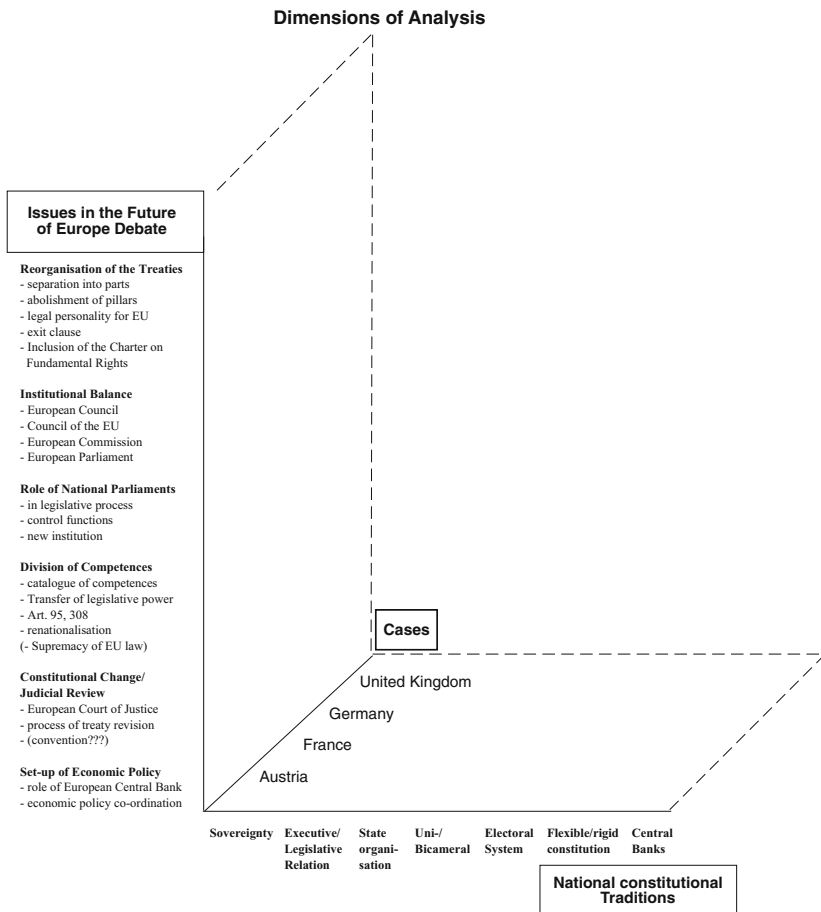 Dimensions of Analysis
Issues in the Future
of Europe Debate
Reorganisation of the Treaties
- separation into parts
- abolishment of pillars
- legal personality for EU
- exit clause
- Inclusion of the Charter on
Fundamental Rights
Institutional Balance
- European Council
- Council of the EU
- European Commission
- European Parliament
Role of National Parliaments
- in legislative process
- control functions
- new institution
Division of Competences
- catalogue of competences
- Transfer of legislative power
- Art. 95, 308
- renationalisation
(- Supremacy of EU law)
Constitutional Change/
Judicial Review
- European Court of Justice
- process of treaty revision
- (convention???)
Set-up of Economic Policy
- role of European Central Bank
- economic policy co-ordination
Cases
United Kingdom
Germany
France
Austria
Sovereignty
Executive/
Legislative
Relation
State
organi-
sation
Uni-/
Bicameral
Electoral
System
Flexible/rigid
constitution
Central
Banks
National constitutional
Traditions